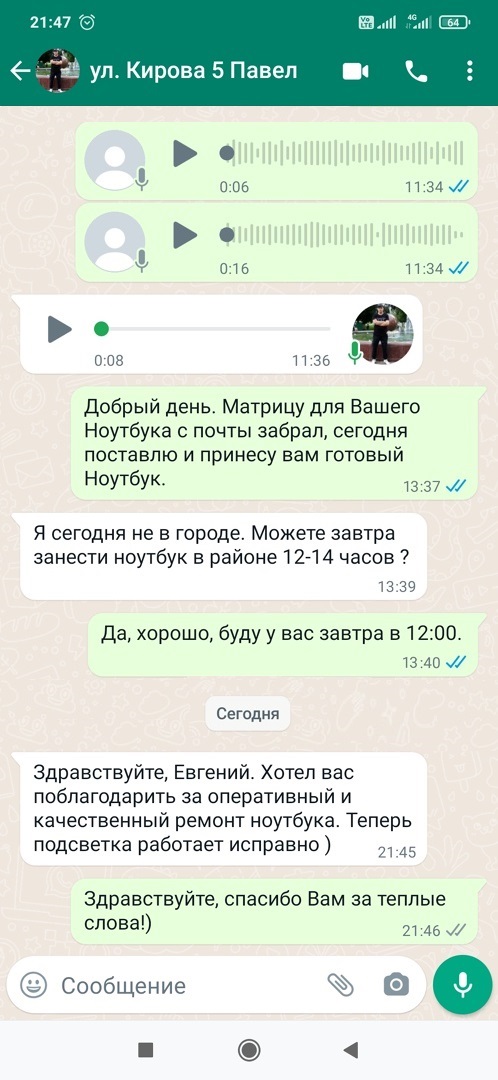 21:47
Vo
LTE
4G
64
ул. Кирова 5 Павел
0:06
11:34
0:16
11:34
0:08
11:36
Добрый день. Матрицу для Вашего
Ноутбука с почты забрал, сегодня
поставлю и принесу вам готовый
Ноутбук.
13:37
Я сегодня не в городе. Можете завтра
занести ноутбук в районе 12-14 часов ?
13:39
Да, хорошо, буду у вас завтра в 12:00.
13:40
Сегодня
Здравствуйте, Евгений. Хотел вас
поблагодарить за оперативный и
качественный ремонт ноутбука. Теперь
подсветка работает исправно )
21:45
Здравствуйте, спасибо Вам за теплые
слова!)
21:46
Сообщение